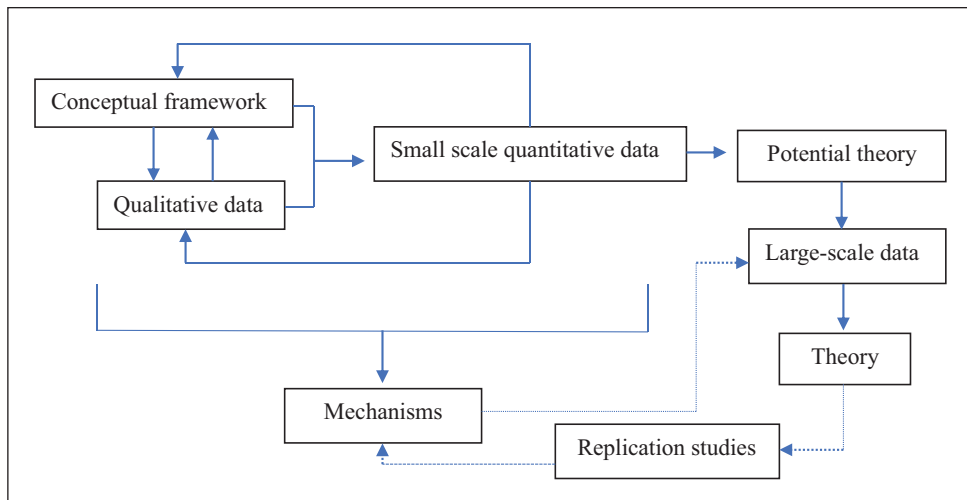 Conceptual framework
Small scale quantitative data
Potential theory
Qualitative data
Large-scale data
Theory
Mechanisms
Replication studies